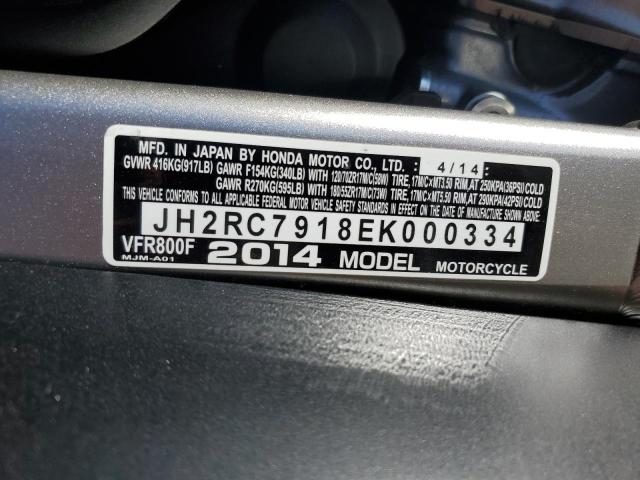 MFD. IN JAPAN BY HONDA MOTOR CO., LTD. : 4/14 :
GVWR 416KG(917LB) GAWR F154KG(340LB) WITH 120/70ZR17M/C(58W) TIRE, 17M/C×MT3.50 RIM, AT 250KPA(36PSI) COLD
GAWR R270KG(595LB) WITH 180/55ZR17M/C(73W) TIRE, 17M/C×MT5.50 RIM, AT 290KPA(42PSI) COLD
THIS VEHICLE CONFORMS TO ALL APPLICABLE FEDERAL MOTOR VEHICLE SAFETY STANDARDS IN EFFECT ON THE DATE OF MANUFACTURE SHOWN ABOVE.
JH2RC7918EK000334
VFR800F 2014 MODEL MOTORCYCLE
MJM-A01